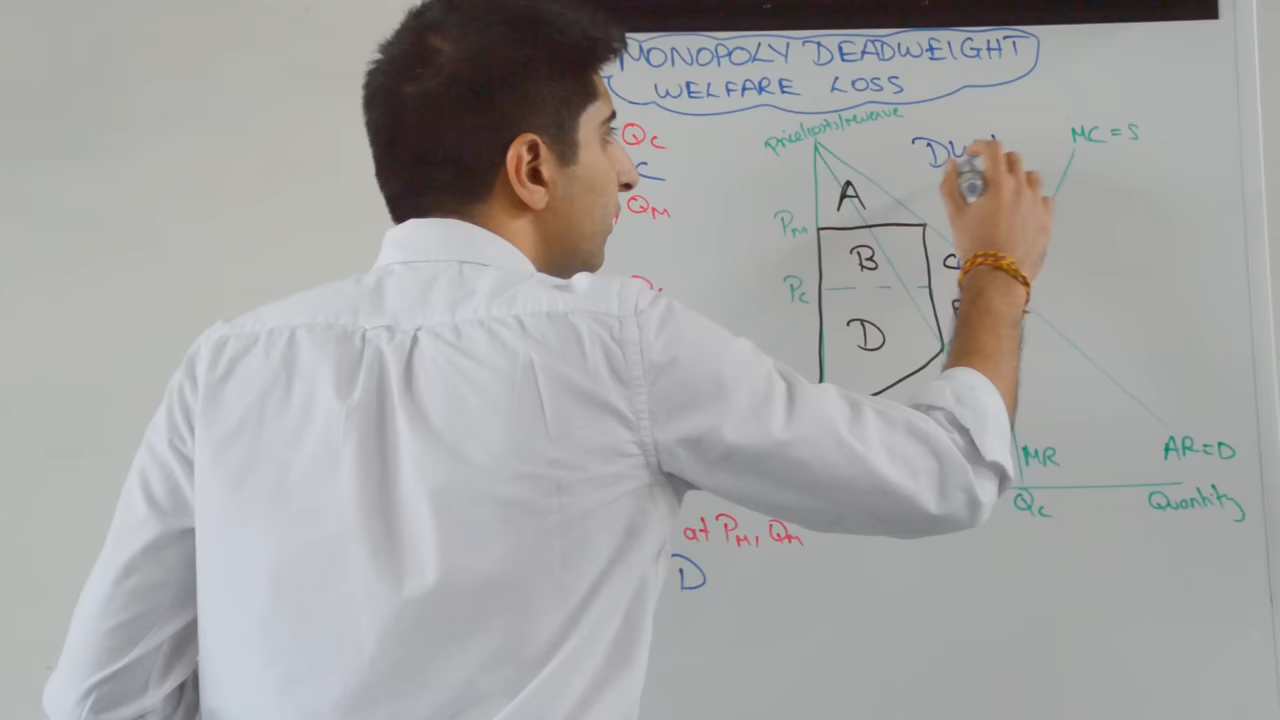 MONOPOLY DEADWEIGHT
WELFARE LOSS
price/costs/revenue
QC
C
QM
A
MC = S
PM
B
C
PC
D
MR
AR=D
QC
Quantity
at PM, QM
D